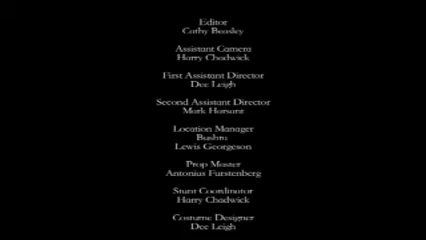 Editor
Cathy Beasley
Assistant Camera
Harry Chadwick
First Assistant Director
Dee Leigh
Second Assistant Director
Mark Hursant
Location Manager
Bushra
Lewis Georgeson
Prop Master
Antonius Furstenberg
Stunt Coordinator
Harry Chadwick
Costume Designer
Dee Leigh